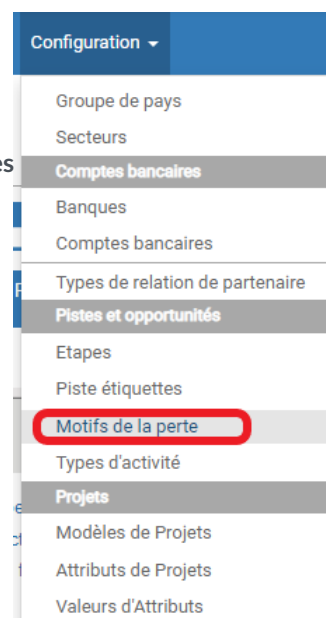 Configuration
Groupe de pays
Secteurs
Comptes bancaires
Banques
Comptes bancaires
Types de relation de partenaire
Pistes et opportunités
Etapes
Piste étiquettes
Motifs de la perte
Types d'activité
Projets
Modèles de Projets
Attributs de Projets
Valeurs d'Attributs